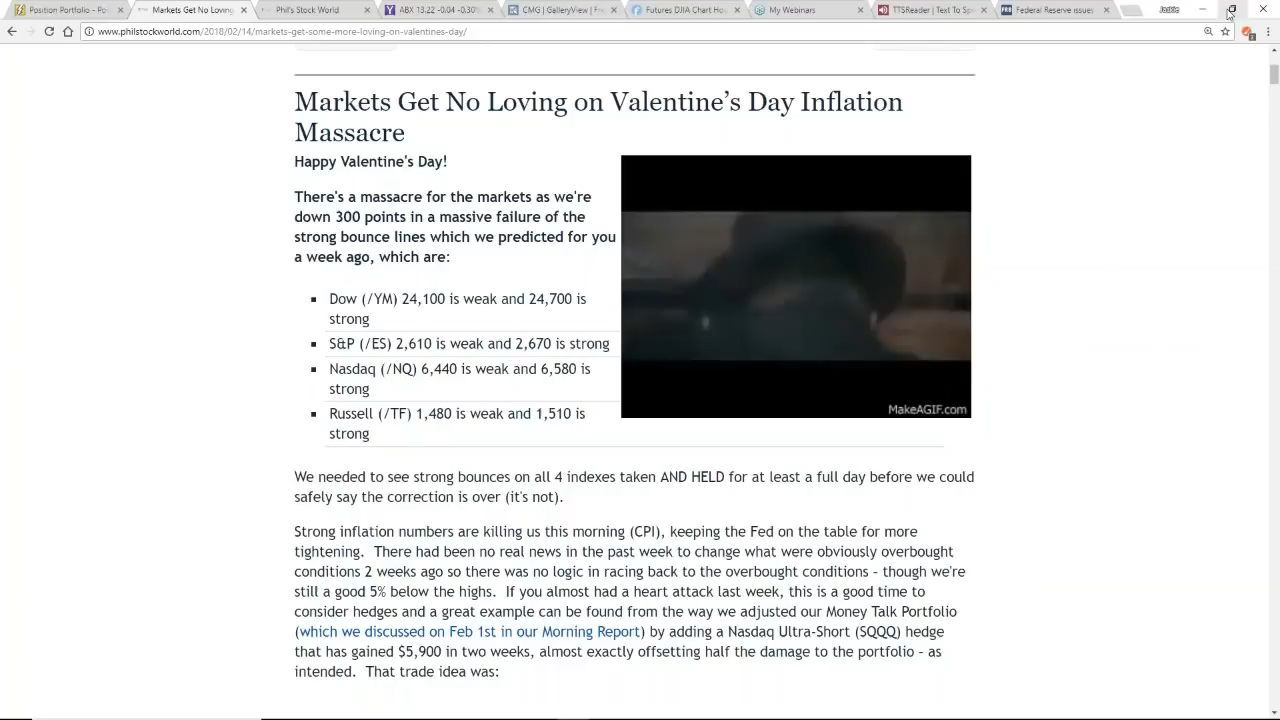 Position Portfolio - Po
Markets Get No Loving
Phil's Stock World
ABX 13.22 -0.04 -0.30%
CMG | GalleryView | Fre
Futures DJIA Chart Ho
My Webinars
TTSReader | Text To Sp
Federal Reserve issues
www.philstockworld.com/2018/02/14/markets-get-some-more-loving-on-valentines-day/
Markets Get No Loving on Valentine's Day Inflation
Massacre
Happy Valentine's Day!
There's a massacre for the markets as we're
down 300 points in a massive failure of the
strong bounce lines which we predicted for you
a week ago, which are:
Dow (/YM) 24,100 is weak and 24,700 is
strong
S&P (/ES) 2,610 is weak and 2,670 is strong
Nasdaq (/NQ) 6,440 is weak and 6,580 is
strong
Russell (/TF) 1,480 is weak and 1,510 is
strong
MakeAGIF.com
We needed to see strong bounces on all 4 indexes taken AND HELD for at least a full day before we could
safely say the correction is over (it's not).
Strong inflation numbers are killing us this morning (CPI), keeping the Fed on the table for more
tightening. There had been no real news in the past week to change what were obviously overbought
conditions 2 weeks ago so there was no logic in racing back to the overbought conditions – though we're
still a good 5% below the highs. If you almost had a heart attack last week, this is a good time to
consider hedges and a great example can be found from the way we adjusted our Money Talk Portfolio
(which we discussed on Feb 1st in our Morning Report) by adding a Nasdaq Ultra-Short (SQQQ) hedge
that has gained $5,900 in two weeks, almost exactly offsetting half the damage to the portfolio – as
intended. That trade idea was: